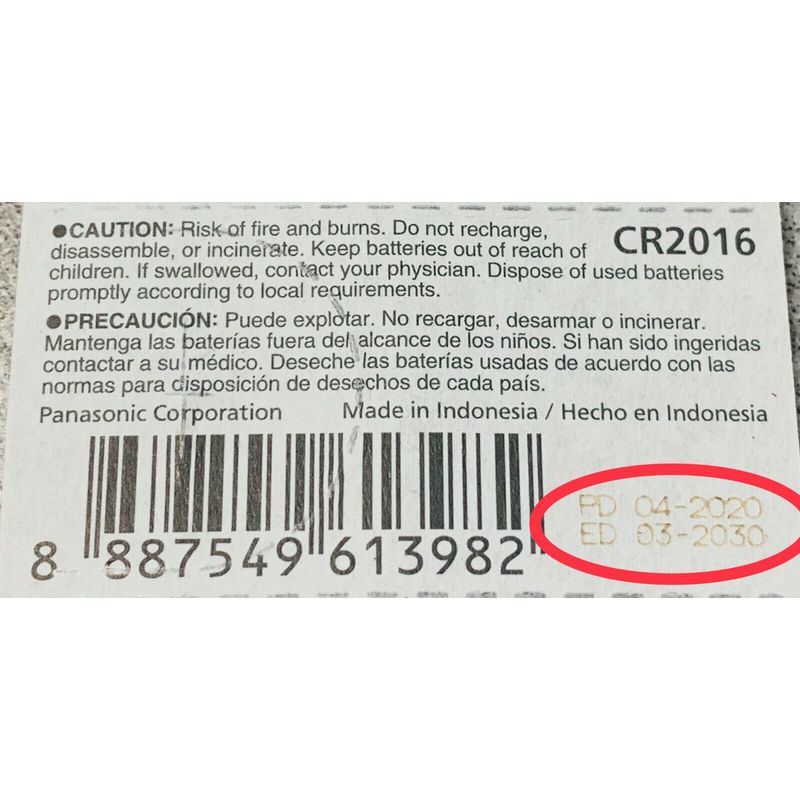 ●CAUTION: Risk of fire and burns. Do not recharge,
disassemble, or incinerate. Keep batteries out of reach of
children. If swallowed, contact your physician. Dispose of used batteries
promptly according to local requirements.
CR2016
●PRECAUCIÓN: Puede explotar. No recargar, desarmar o incinerar.
Mantenga las baterías fuera del alcance de los niños. Si han sido ingeridas
contactar a su médico. Deseche las baterías usadas de acuerdo con las
normas para disposición de desechos de cada país.
Panasonic Corporation Made in Indonesia / Hecho en Indonesia
8 887549 613982
PD 04-2020
ED 03-2030